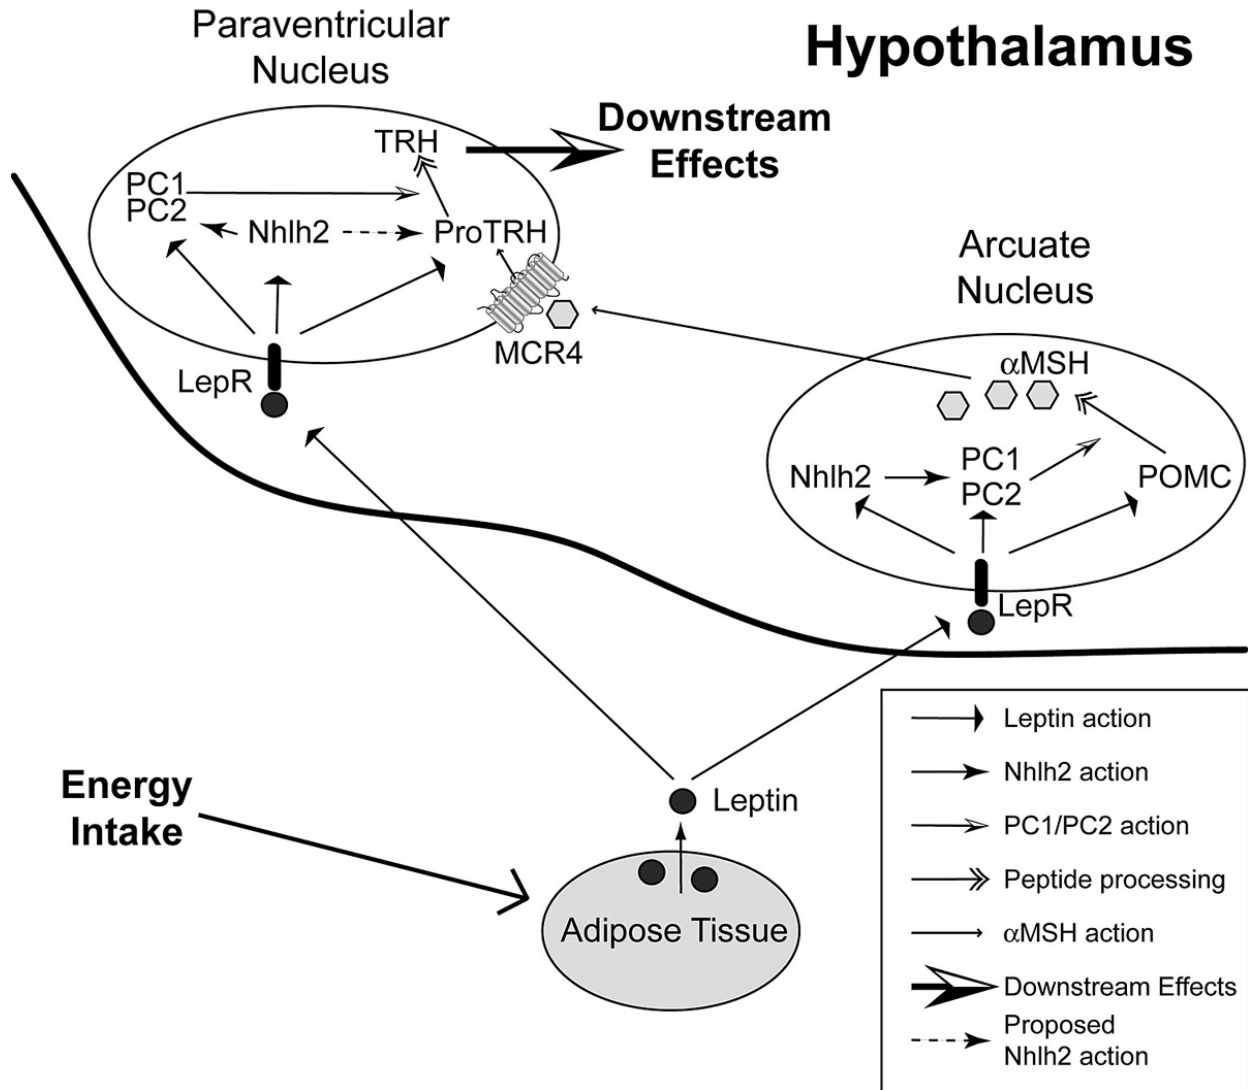 Paraventricular
Nucleus
Hypothalamus
Downstream
Effects
TRH
PC1
PC2
Nhlh2
ProTRH
MCR4
LepR
Arcuate
Nucleus
αMSH
Nhlh2
PC1
PC2
POMC
LepR
Energy
Intake
Leptin
Adipose Tissue
Leptin action
Nhlh2 action
PC1/PC2 action
Peptide processing
αMSH action
Downstream Effects
Proposed
Nhlh2 action